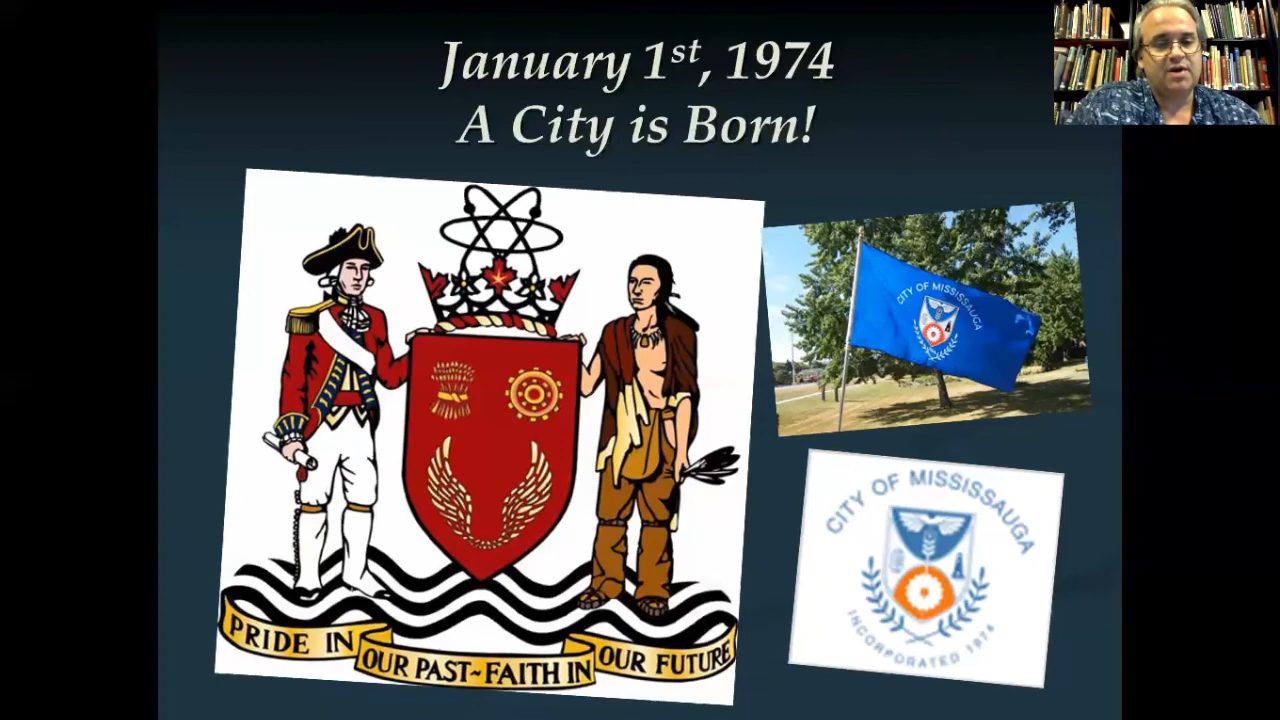 January 1st, 1974
A City is Born!
PRIDE IN OUR PAST~FAITH IN OUR FUTURE
CITY OF MISSISSAUGA
CITY OF MISSISSAUGA
INCORPORATED 1974